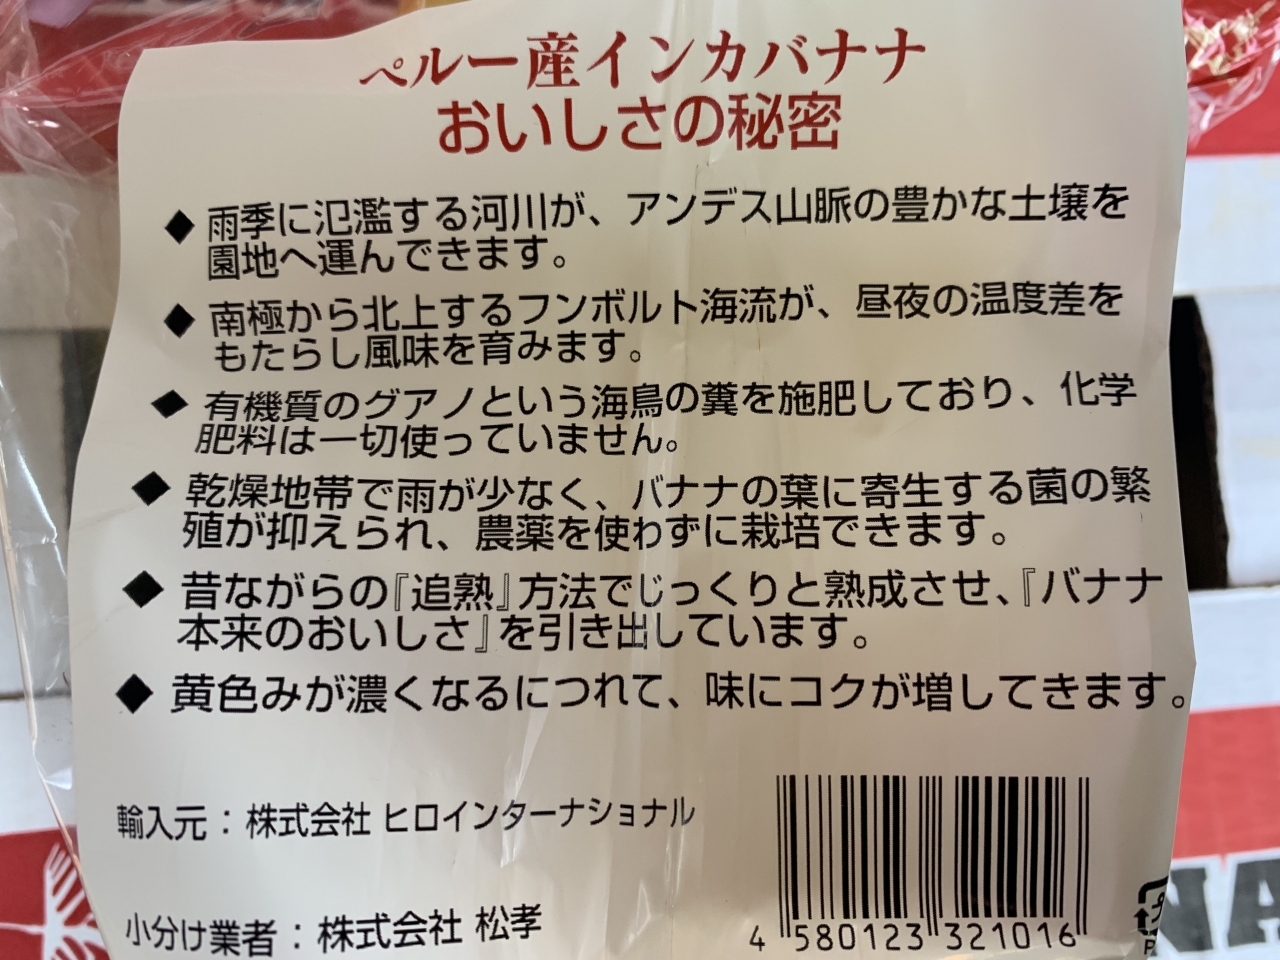 ペルー産インカバナナ
おいしさの秘密
◆ 雨季に氾濫する河川が、アンデス山脈の豊かな土壌を
園地へ運んできます。
◆ 南極から北上するフンボルト海流が、昼夜の温度差を
もたらし風味を育みます。
◆ 有機質のグアノという海鳥の糞を施肥しており、化学
肥料は一切使っていません。
◆ 乾燥地帯で雨が少なく、バナナの葉に寄生する菌の繁
殖が抑えられ、農薬を使わずに栽培できます。
◆ 昔ながらの『追熟』方法でじっくりと熟成させ、『バナナ
本来のおいしさ』を引き出しています。
◆ 黄色みが濃くなるにつれて、味にコクが増してきます。
輸入元：株式会社 ヒロインターナショナル
小分け業者：株式会社 松孝
4 580123 321016
NA